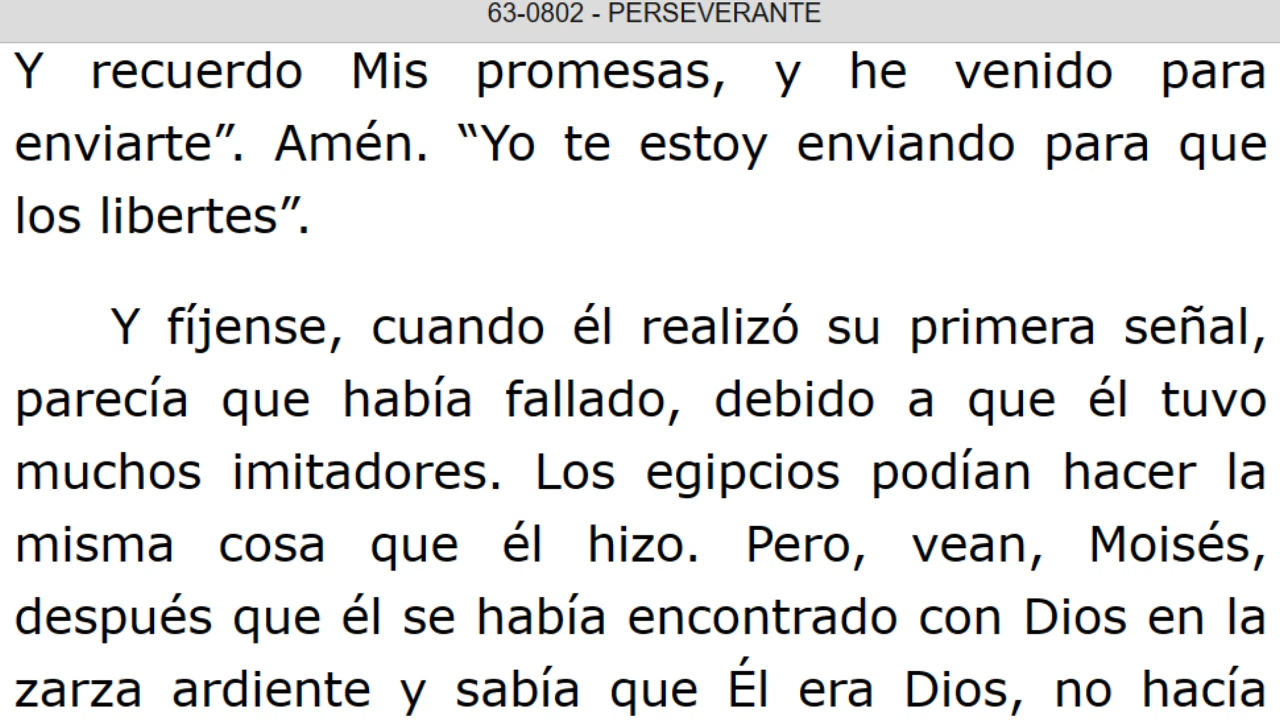 63-0802 - PERSEVERANTE
Y recuerdo Mis promesas, y he venido para
enviarte”. Amén. “Yo te estoy enviando para que
los libertes”.
Y fíjense, cuando él realizó su primera señal,
parecía que había fallado, debido a que él tuvo
muchos imitadores. Los egipcios podían hacer la
misma cosa que él hizo. Pero, vean, Moisés,
después que él se había encontrado con Dios en la
zarza ardiente y sabía que Él era Dios, no hacía